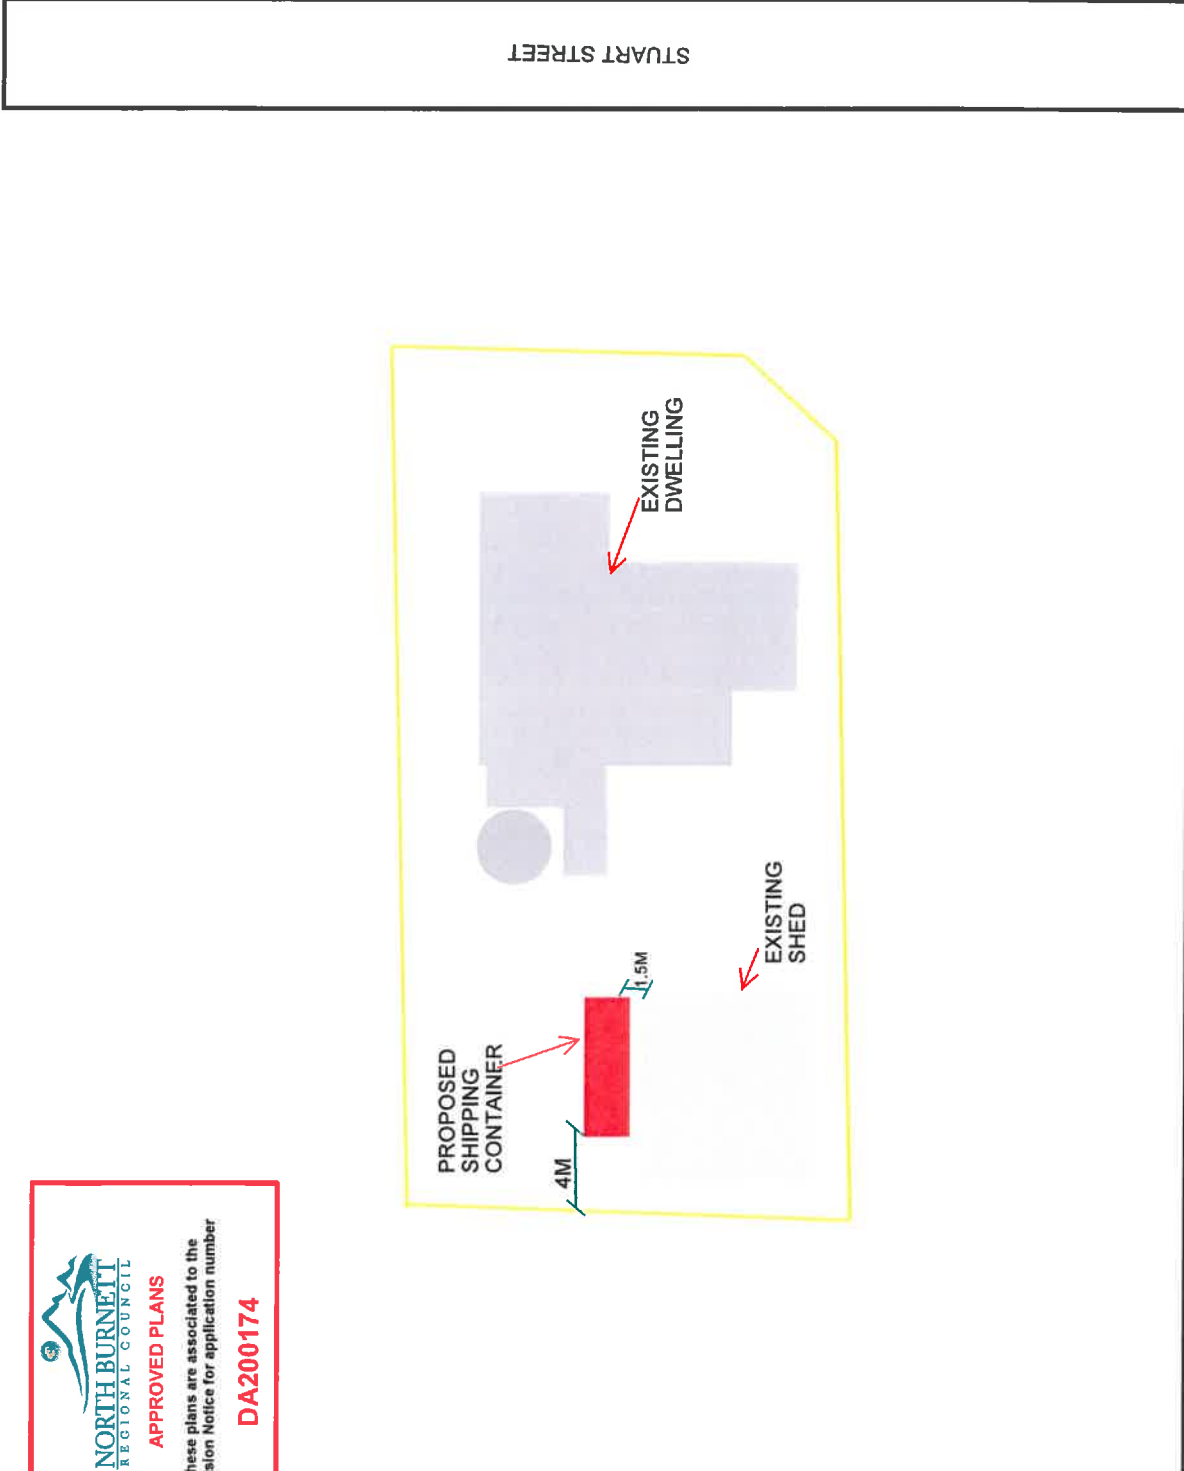 STUART STREET
EXISTING
DWELLING
EXISTING
SHED
1.5M
PROPOSED
SHIPPING
CONTAINER
4M
NORTH BURNETT
REGIONAL COUNCIL
APPROVED PLANS
hese plans are associated to the
sion Notice for application number
DA200174